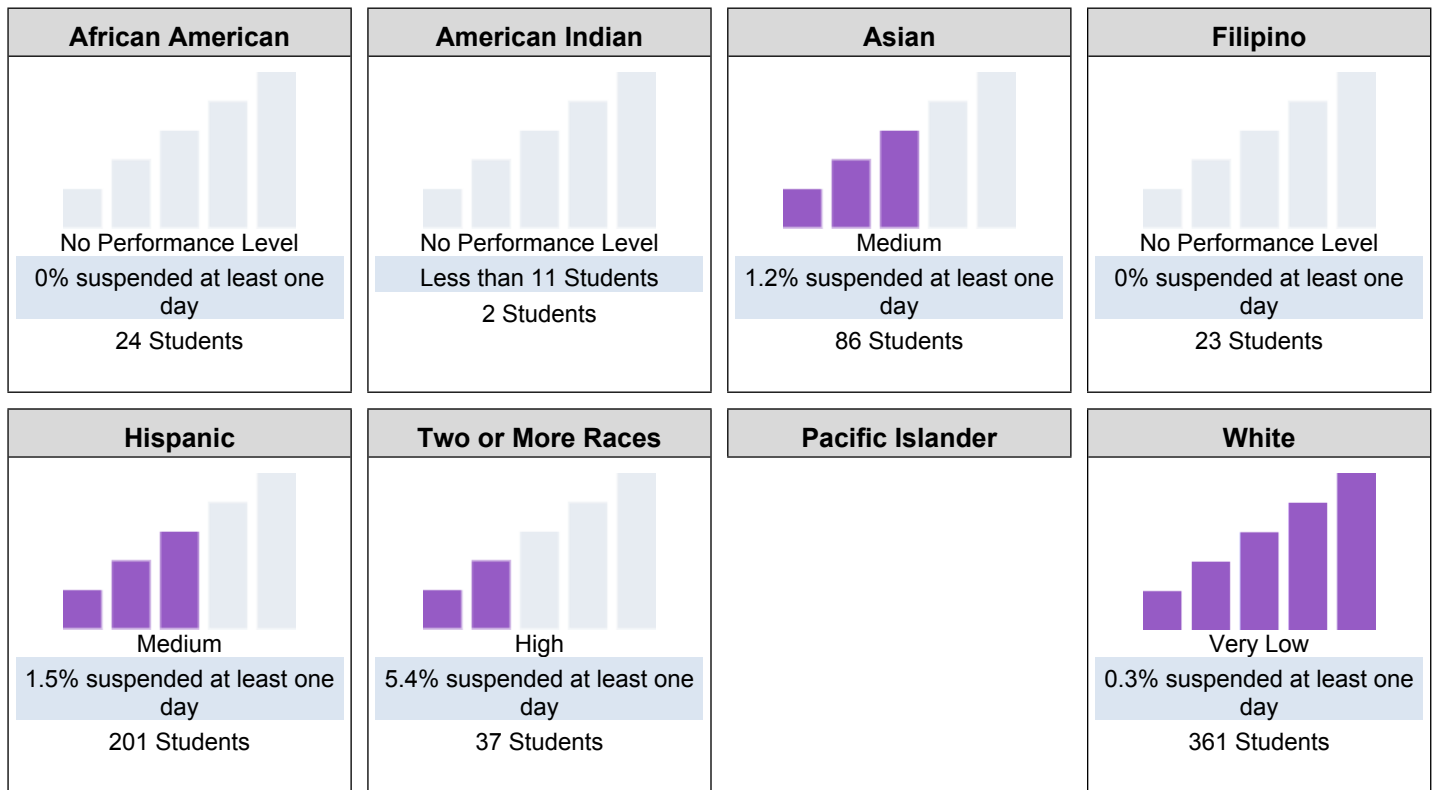 African American
No Performance Level
0% suspended at least one
day
24 Students
American Indian
No Performance Level
Less than 11 Students
2 Students
Asian
Medium
1.2% suspended at least one
day
86 Students
Filipino
No Performance Level
0% suspended at least one
day
23 Students
Hispanic
Medium
1.5% suspended at least one
day
201 Students
Two or More Races
High
5.4% suspended at least one
day
37 Students
Pacific Islander
White
Very Low
0.3% suspended at least one
day
361 Students